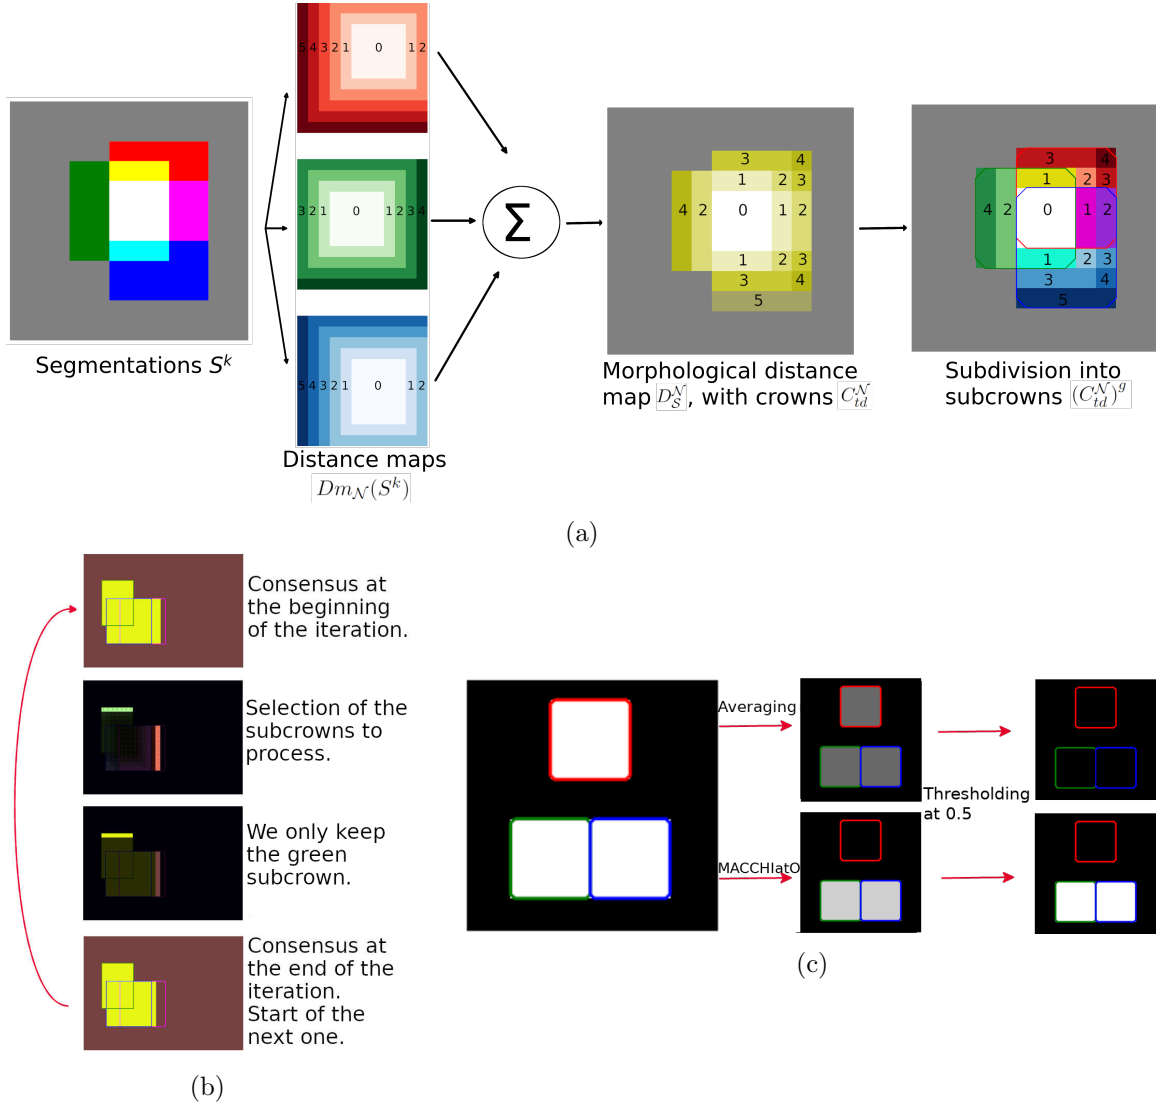 5 4 3 2 1 0 1 2
3 2 1 0 1 2 3 4
5 4 3 2 1 0 1 2
Σ
3 4
1 2 3
4 2 0 1 2
1 2 3
3 4
5
3 4
1 2 3
4 2 0 1 2
1 2 3
3 4
5
Segmentations S^k
Distance maps
Dm_𝒩(S^k)
Morphological distance
map D_𝒮^𝒩, with crowns C_{td}^𝒩
Subdivision into
subcrowns (C_{td}^𝒩)^g
(a)
Consensus at
the beginning
of the iteration.
Selection of the
subcrowns to
process.
We only keep
the green
subcrown.
Consensus at
the end of the
iteration.
Start of the
next one.
(b)
Averaging
MACCHIatO
Thresholding
at 0.5
(c)